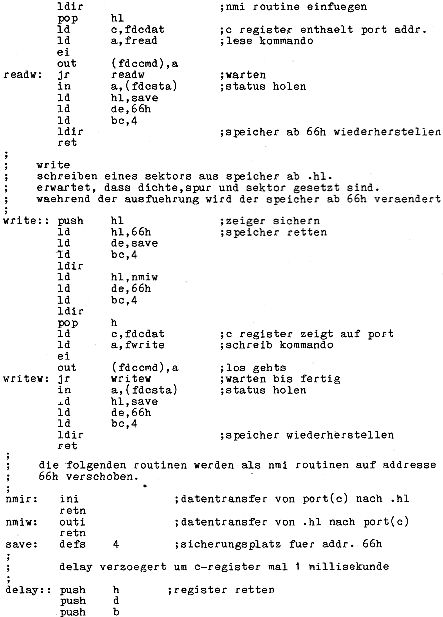 ldir ;nmi routine einfuegen
pop hl
ld c,fdcdat ;c register enthaelt port addr.
ld a,fread ;lese kommando
ei
out (fdccmd),a
readw: jr readw ;warten
in a,(fdcsta) ;status holen
ld hl,save
ld de,66h
ld bc,4
ldir ;speicher ab 66h wiederherstellen
ret
;
; write
; schreiben eines sektors aus speicher ab .hl.
; erwartet, dass dichte,spur und sektor gesetzt sind.
; waehrend der ausfuehrung wird der speicher ab 66h veraendert
;
write:: push hl ;zeiger sichern
ld hl,66h ;speicher retten
ld de,save
ld bc,4
ldir
ld hl,nmiw
ld de,66h
ld bc,4
ldir
pop h
ld c,fdcdat ;c register zeigt auf port
ld a,fwrite ;schreib kommando
ei
out (fdccmd),a ;los gehts
writew: jr writew ;warten bis fertig
in a,(fdcsta) ;status holen
ld hl,save
ld de,66h
ld bc,4
ldir ;speicher wiederherstellen
ret
;
; die folgenden routinen werden als nmi routinen auf addresse
; 66h verschoben.
;
nmir: ini ;datentransfer von port(c) nach .hl
retn
nmiw: outi ;datentransfer von .hl nach port(c)
retn
save: defs 4 ;sicherungsplatz fuer addr. 66h
;
; delay verzoegert um c-register mal 1 millisekunde
;
delay:: push h ;register retten
push d
push b